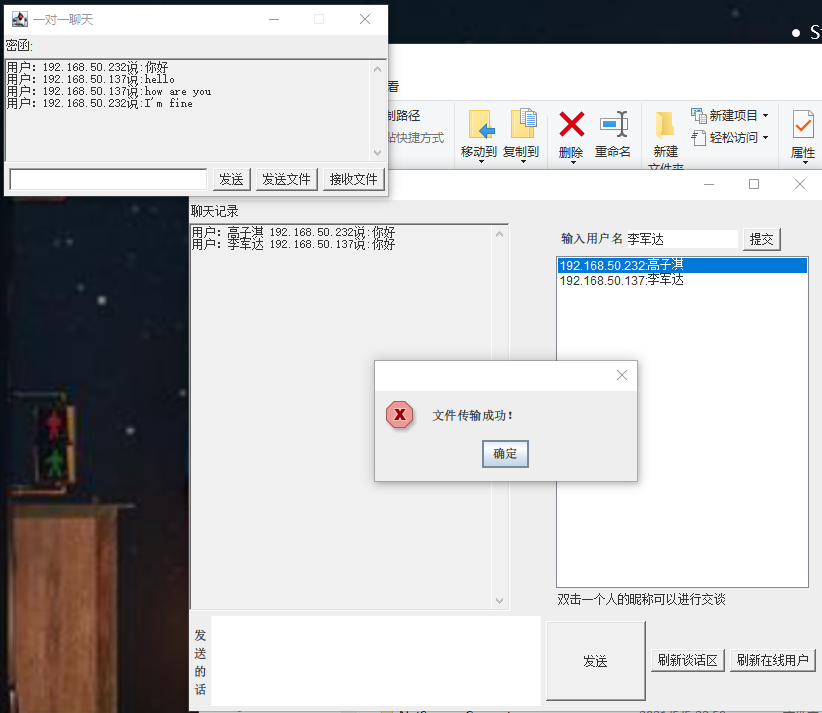 一对一聊天
密函:
用户: 192.168.50.232说:你好
用户: 192.168.50.137说:hello
用户: 192.168.50.137说:how are you
用户: 192.168.50.232说:I'm fine
发送
发送文件
接收文件
看
制路径
贴快捷方式
移动到
复制到
删除
重命名
新建
文件夹
新建项目
轻松访问
属性
聊天记录
用户: 高子淇 192.168.50.232说:你好
用户: 李军达 192.168.50.137说:你好
输入用户名
李军达
提交
192.168.50.232:高子淇
192.168.50.137:李军达
文件传输成功!
确定
双击一个人的昵称可以进行交谈
发
送
的
话
发送
刷新谈话区
刷新在线用户